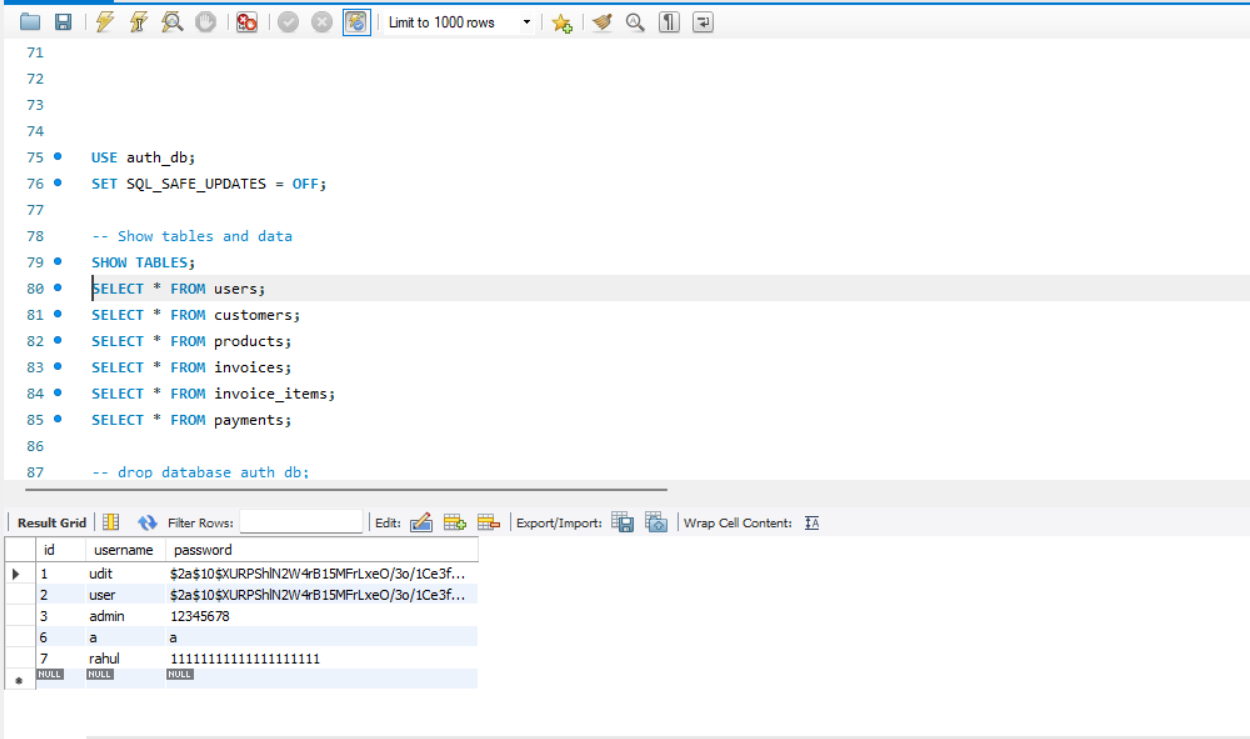 Limit to 1000 rows
71
72
73
74
75 USE auth_db;
76 SET SQL_SAFE_UPDATES = OFF;
77
78 -- Show tables and data
79 SHOW TABLES;
80 SELECT * FROM users;
81 SELECT * FROM customers;
82 SELECT * FROM products;
83 SELECT * FROM invoices;
84 SELECT * FROM invoice_items;
85 SELECT * FROM payments;
86
87 -- drop database auth_db;
Result Grid Filter Rows: Edit: Export/Import: Wrap Cell Content: IA
id username password
1 udit $2a$10$XURPShlN2W4rB15MFrLxeO/3o/1Ce3f...
2 user $2a$10$XURPShlN2W4rB15MFrLxeO/3o/1Ce3f...
3 admin 12345678
6 a a
7 rahul 11111111111111111111
NULL NULL NULL